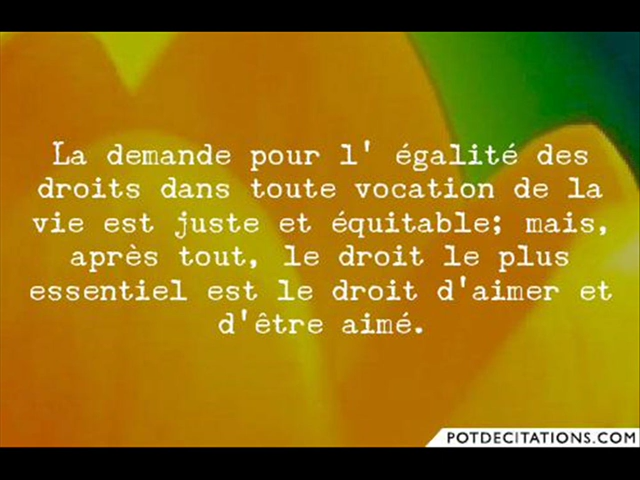 La demande pour l' égalité des
droits dans toute vocation de la
vie est juste et équitable; mais,
après tout, le droit le plus
essentiel est le droit d'aimer et
d'être aimé.
POTDECITATIONS.COM